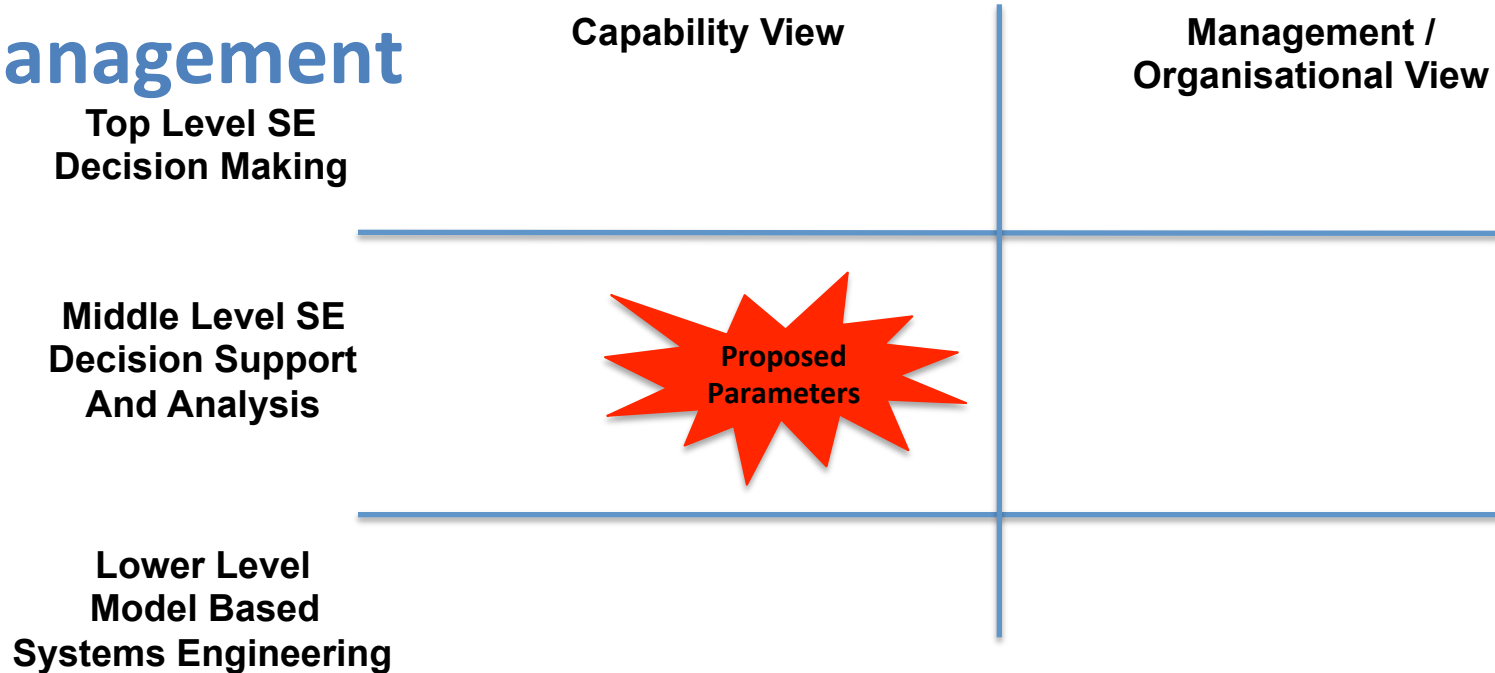 anagement
Capability View
Management /
Organisational View
Top Level SE
Decision Making
Middle Level SE
Decision Support
And Analysis
Proposed
Parameters
Lower Level
Model Based
Systems Engineering